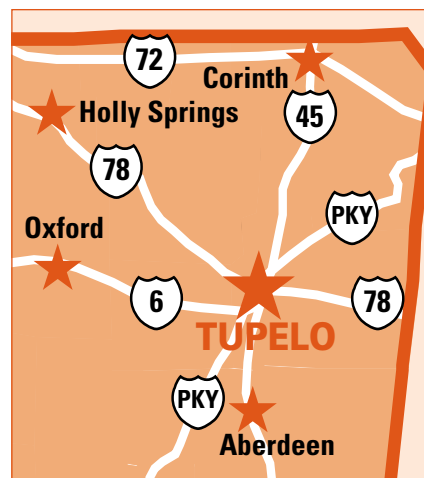 72
Corinth
Holly Springs
45
78
PKY
Oxford
6
78
TUPELO
PKY
Aberdeen